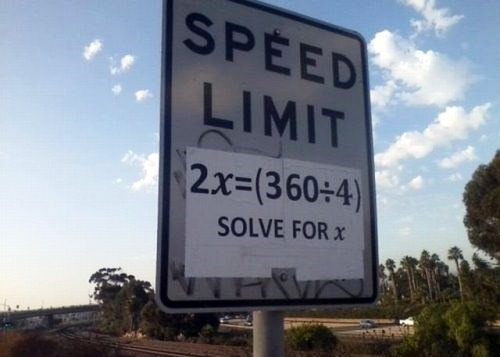 SPEED
LIMIT
2x=(360÷4)
SOLVE FOR x